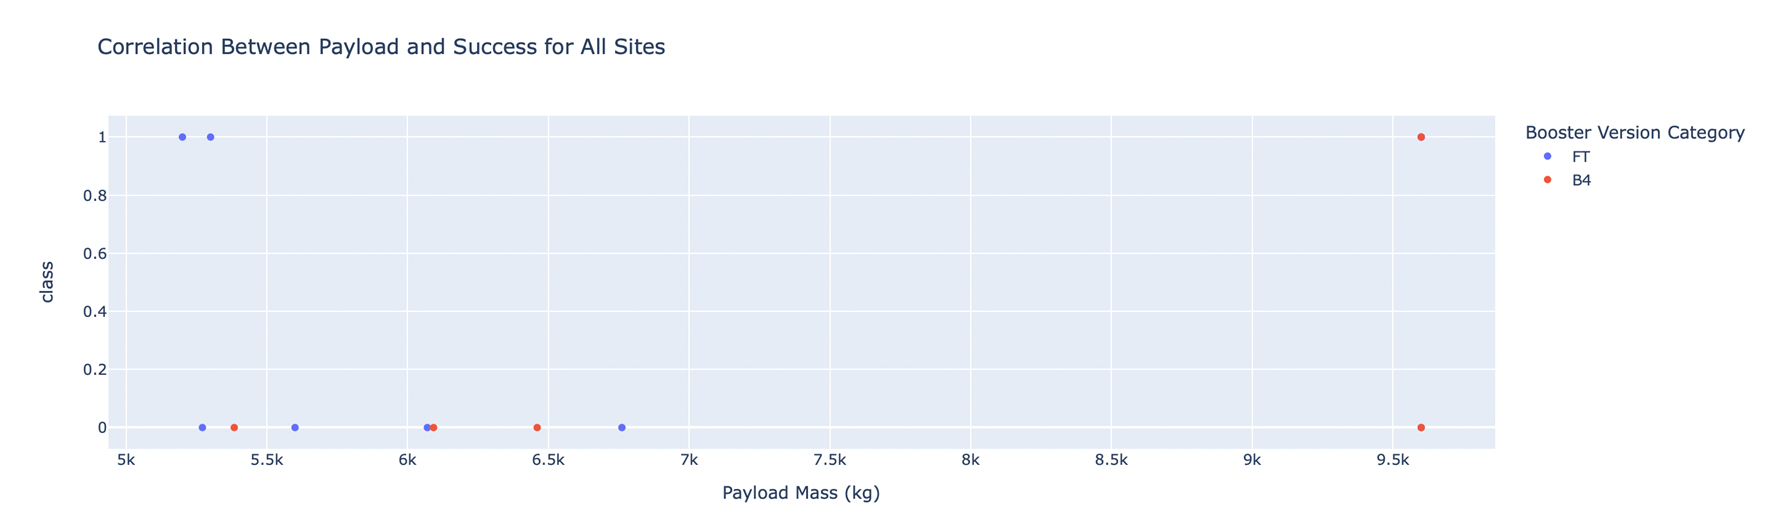 Correlation Between Payload and Success for All Sites
Booster Version Category
FT
B4
class
1
0.8
0.6
0.4
0.2
0
5k 5.5k 6k 6.5k 7k 7.5k 8k 8.5k 9k 9.5k
Payload Mass (kg)